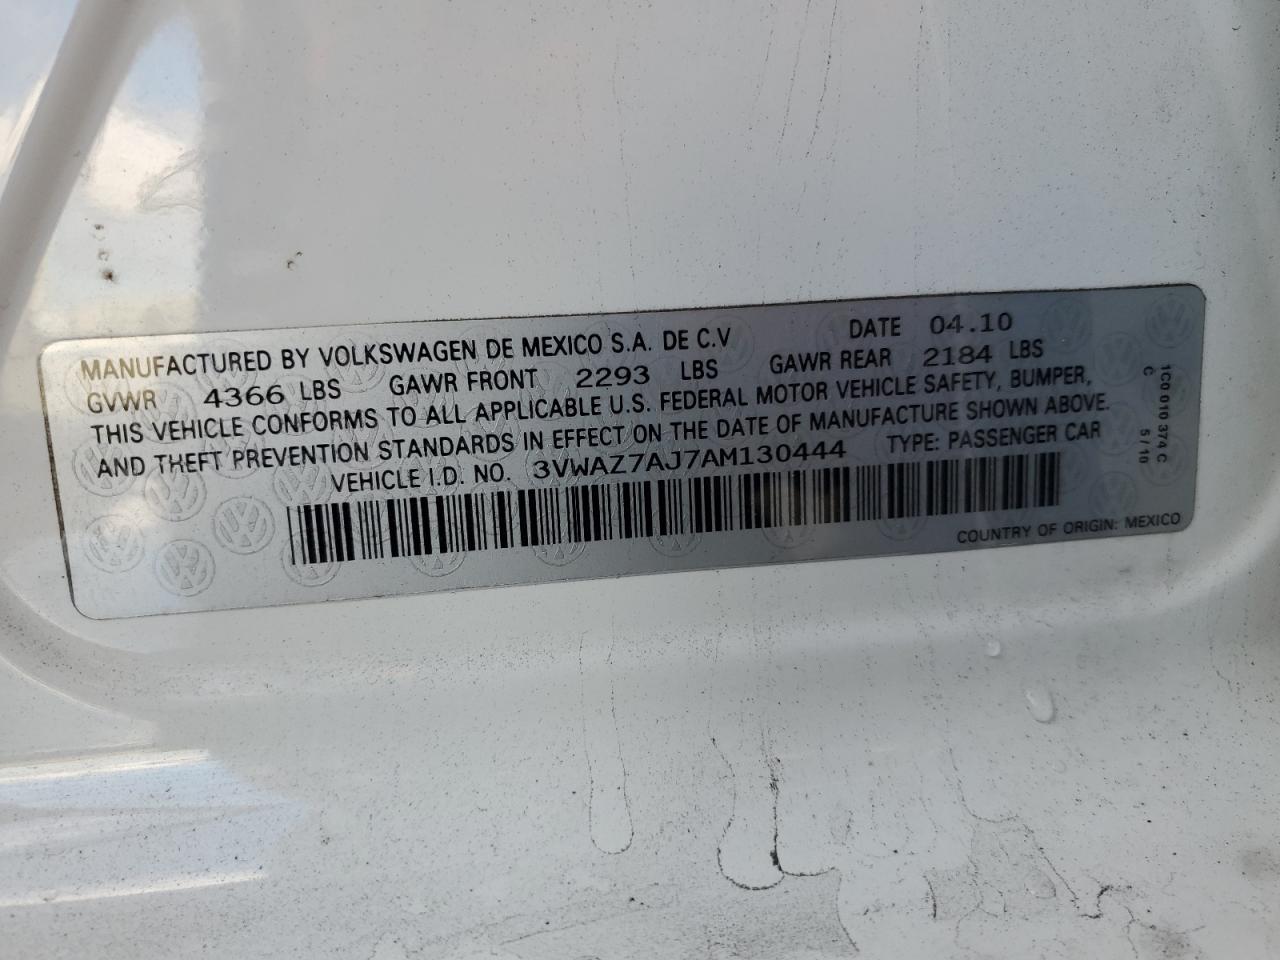 MANUFACTURED BY VOLKSWAGEN DE MEXICO S.A. DE C.V DATE 04.10
GVWR 4366 LBS GAWR FRONT 2293 LBS GAWR REAR 2184 LBS
THIS VEHICLE CONFORMS TO ALL APPLICABLE U.S. FEDERAL MOTOR VEHICLE SAFETY, BUMPER,
AND THEFT PREVENTION STANDARDS IN EFFECT ON THE DATE OF MANUFACTURE SHOWN ABOVE.
VEHICLE I.D. NO. 3VWAZ7AJ7AM130444 TYPE: PASSENGER CAR
COUNTRY OF ORIGIN: MEXICO
1C0 010 374 C
C 5/10